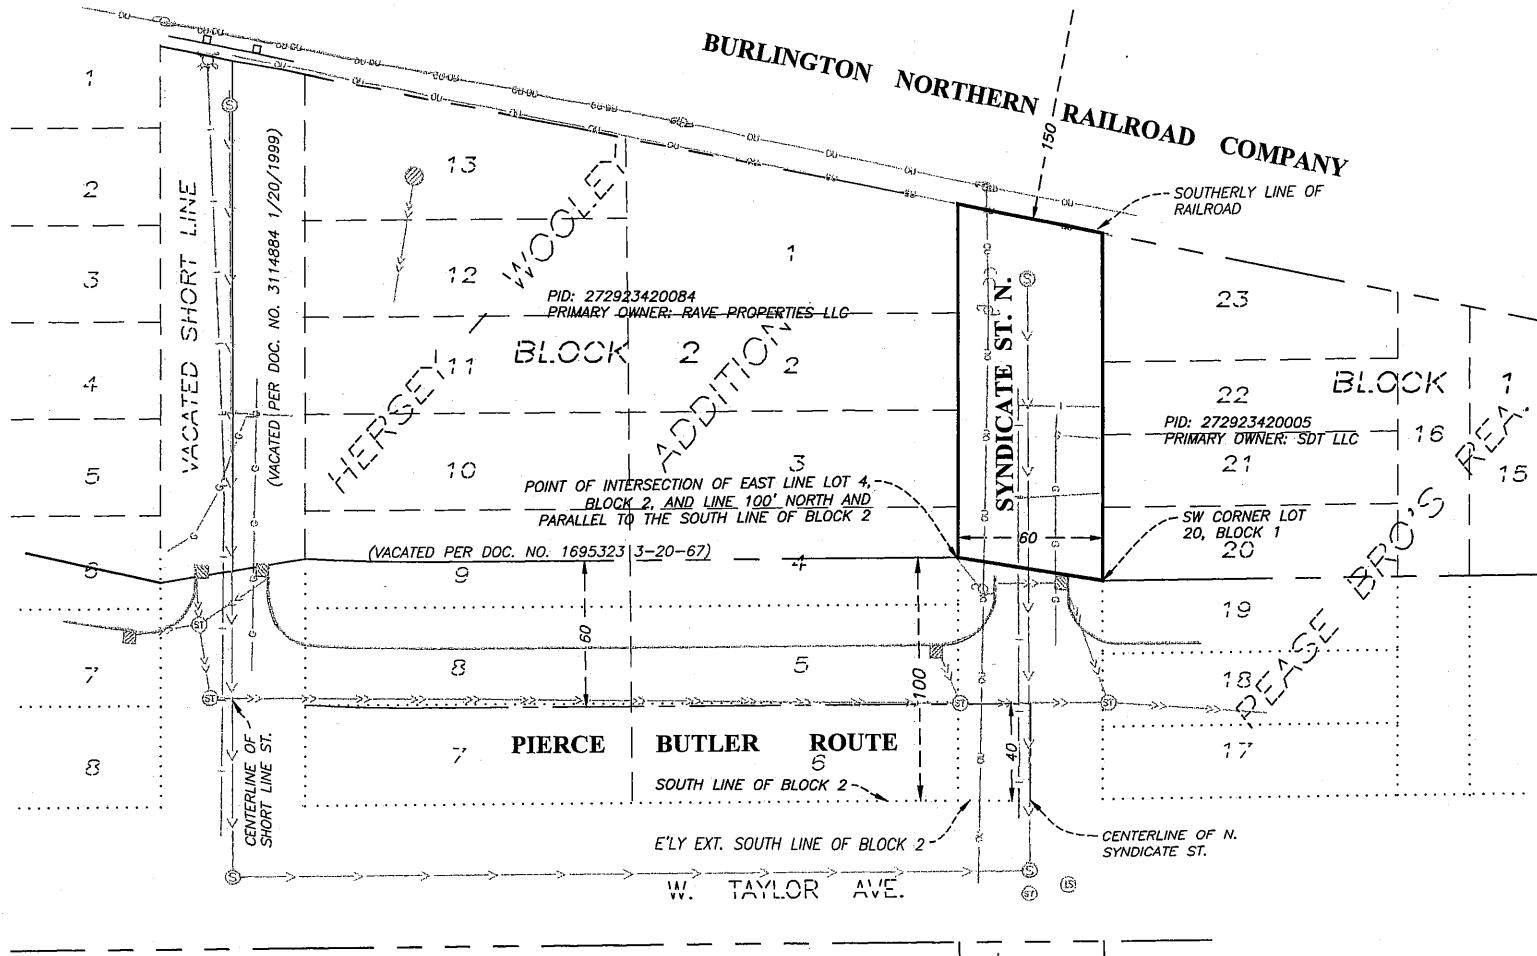 BURLINGTON NORTHERN RAILROAD COMPANY
150
SOUTHERLY LINE OF
RAILROAD
1
2
3
4
5
6
7
8
VACATED SHORT LINE
(VACATED PER DOC. NO. 3114884 1/20/1999)
13
12
11
10
9
8
7
WOOLEY
HERSEY -
ADDITION
PID: 272923420084
PRIMARY OWNER: RAVE PROPERTIES LLC
BLOCK 2
1
2
3
4
5
6
POINT OF INTERSECTION OF EAST LINE LOT 4,
BLOCK 2, AND LINE 100' NORTH AND
PARALLEL TO THE SOUTH LINE OF BLOCK 2
(VACATED PER DOC. NO. 1695323 3-20-67)
SYNDICATE ST. N.
60
23
22
21
20
19
18
17
BLOCK 1
PID: 272923420005
PRIMARY OWNER: SDT LLC
16
15
SW CORNER LOT
20, BLOCK 1
PEASE BRO'S REA.
60
100
40
PIERCE BUTLER ROUTE
SOUTH LINE OF BLOCK 2
E'LY EXT. SOUTH LINE OF BLOCK 2
CENTERLINE OF
SHORT LINE ST.
CENTERLINE OF N.
SYNDICATE ST.
W. TAYLOR AVE.
S
S
S
S
ST
ST
ST
ST
ST